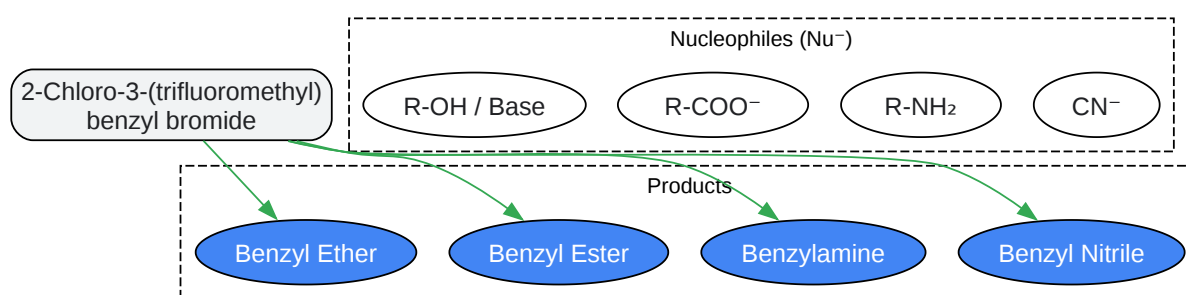 Nucleophiles (Nu⁻)
2-Chloro-3-(trifluoromethyl)
benzyl bromide
R-OH / Base
R-COO⁻
R-NH₂
CN⁻
Products
Benzyl Ether
Benzyl Ester
Benzylamine
Benzyl Nitrile